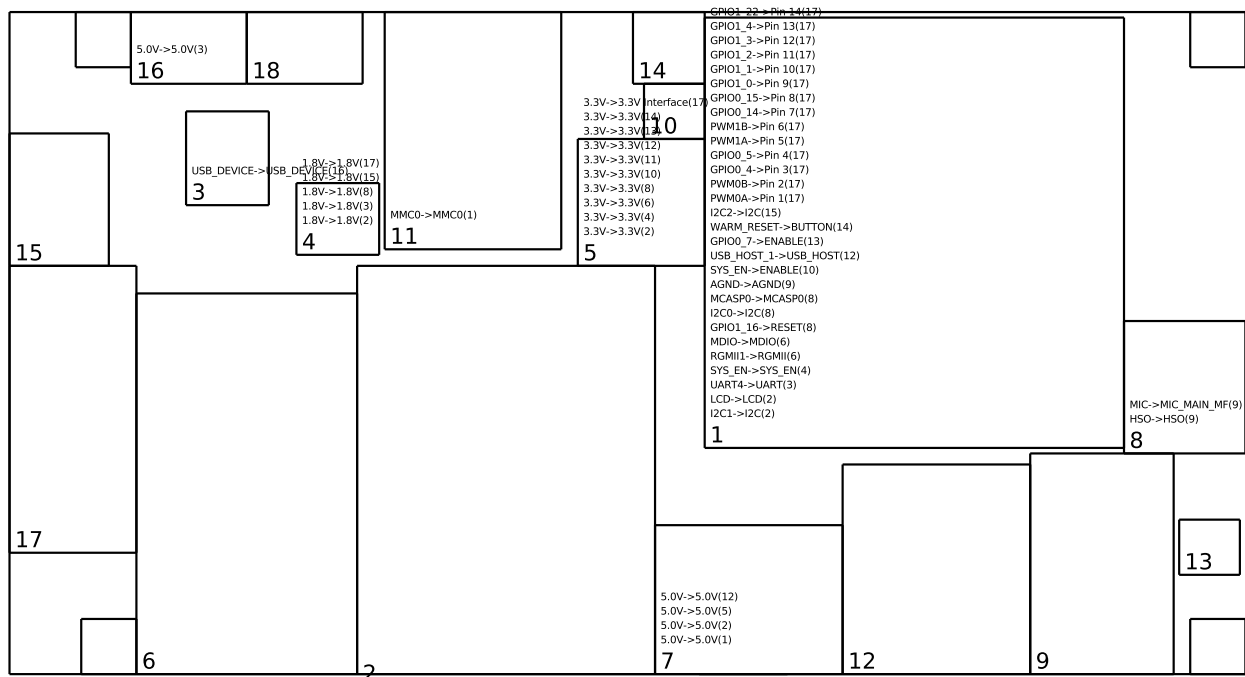 5.0V->5.0V(3)
16
18
USB_DEVICE->USB_DEVICE(16)
3
1.8V->1.8V(17)
1.8V->1.8V(15)
1.8V->1.8V(8)
1.8V->1.8V(3)
1.8V->1.8V(2)
4
MMC0->MMC0(1)
11
14
10
3.3V->3.3V Interface(17)
3.3V->3.3V(14)
3.3V->3.3V(13)
3.3V->3.3V(12)
3.3V->3.3V(11)
3.3V->3.3V(10)
3.3V->3.3V(8)
3.3V->3.3V(6)
3.3V->3.3V(4)
3.3V->3.3V(2)
5
GPIO1_22->Pin 14(17)
GPIO1_4->Pin 13(17)
GPIO1_3->Pin 12(17)
GPIO1_2->Pin 11(17)
GPIO1_1->Pin 10(17)
GPIO1_0->Pin 9(17)
GPIO0_15->Pin 8(17)
GPIO0_14->Pin 7(17)
PWM1B->Pin 6(17)
PWM1A->Pin 5(17)
GPIO0_5->Pin 4(17)
GPIO0_4->Pin 3(17)
PWM0B->Pin 2(17)
PWM0A->Pin 1(17)
I2C2->I2C(15)
WARM_RESET->BUTTON(14)
GPIO0_7->ENABLE(13)
USB_HOST_1->USB_HOST(12)
SYS_EN->ENABLE(10)
AGND->AGND(9)
MCASP0->MCASP0(8)
I2C0->I2C(8)
GPIO1_16->RESET(8)
MDIO->MDIO(6)
RGMII1->RGMII(6)
SYS_EN->SYS_EN(4)
UART4->UART(3)
LCD->LCD(2)
I2C1->I2C(2)
1
15
MIC->MIC_MAIN_MF(9)
HSO->HSO(9)
8
17
13
5.0V->5.0V(12)
5.0V->5.0V(5)
5.0V->5.0V(2)
5.0V->5.0V(1)
7
6
2
12
9